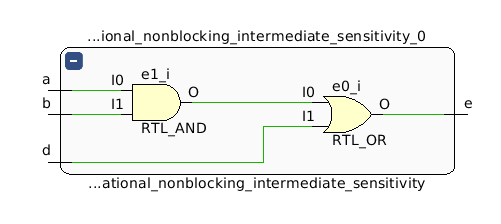 ...ional_nonblocking_intermediate_sensitivity_0
a
I0
e1_i
O
b
I1
RTL_AND
I0
e0_i
O
e
I1
RTL_OR
d
...ational_nonblocking_intermediate_sensitivity